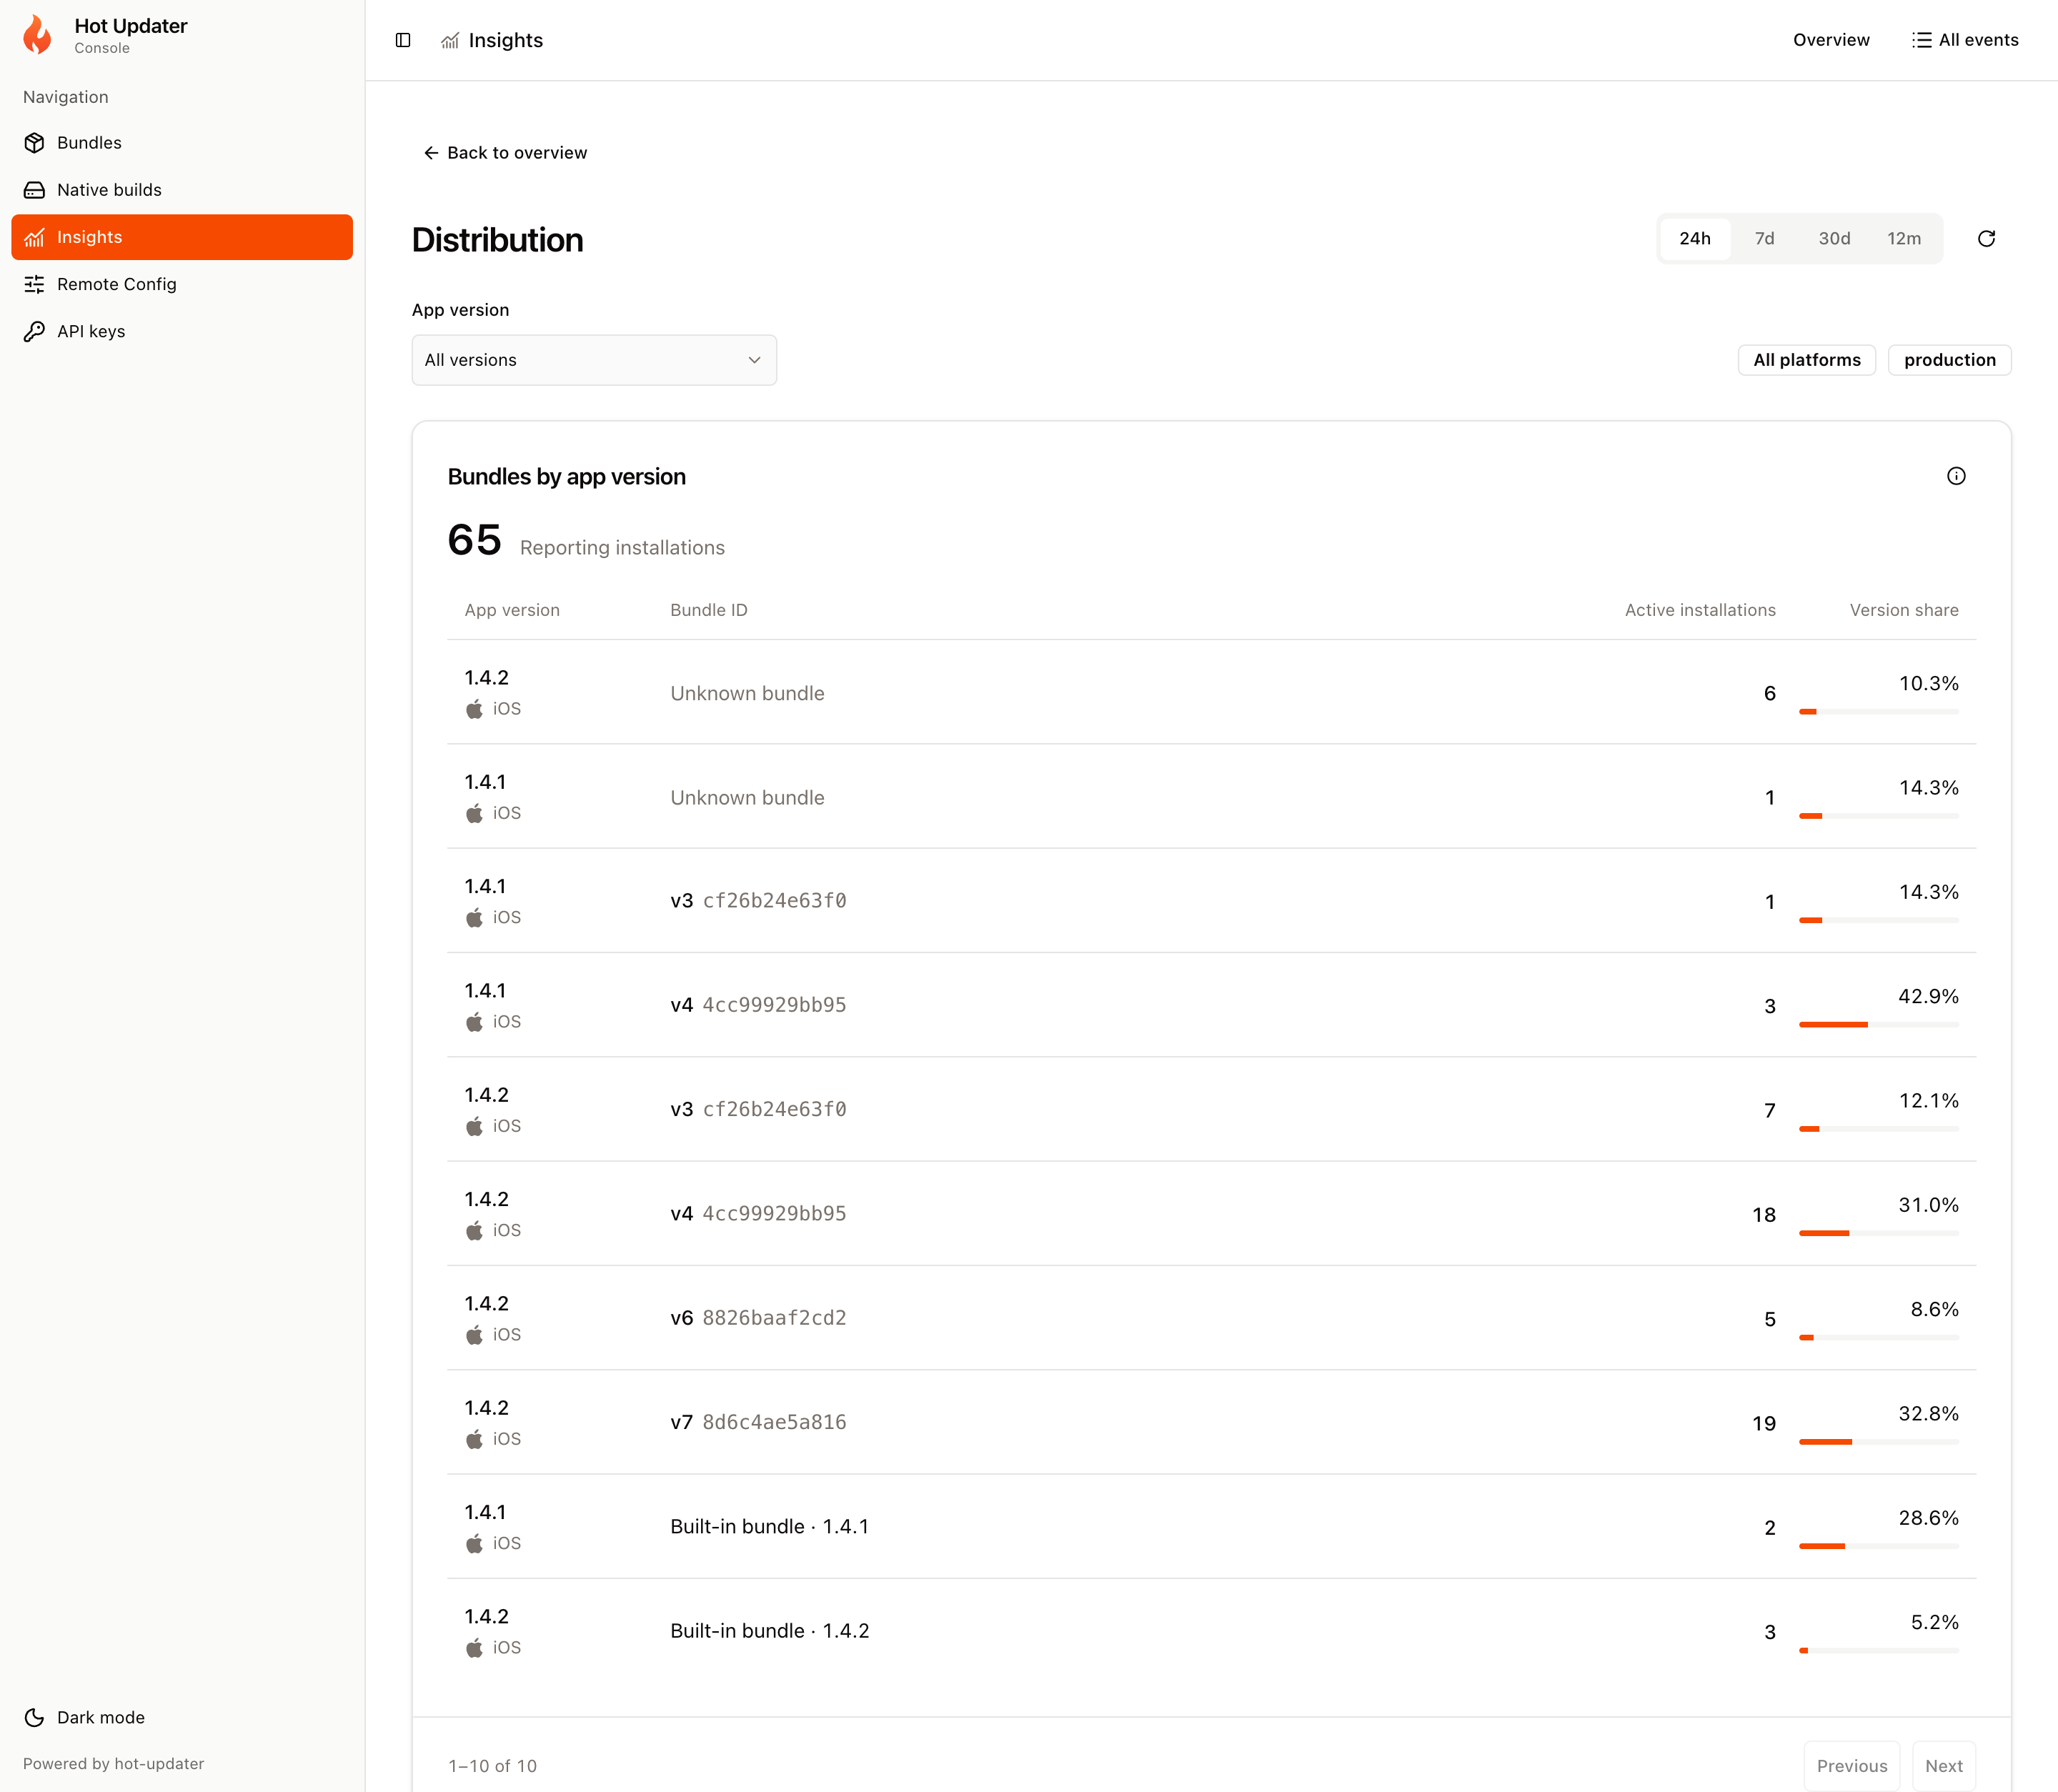 Hot Updater
Console
Navigation
Bundles
Native builds
Insights
Remote Config
API keys
Dark mode
Powered by hot-updater
Insights
Overview
All events
Back to overview
Distribution
24h 7d 30d 12m
App version
All versions
All platforms production
Bundles by app version
65 Reporting installations
App version Bundle ID Active installations Version share
1.4.2
iOS
Unknown bundle 6 10.3%
1.4.1
iOS
Unknown bundle 1 14.3%
1.4.1
iOS
v3 cf26b24e63f0 1 14.3%
1.4.1
iOS
v4 4cc99929bb95 3 42.9%
1.4.2
iOS
v3 cf26b24e63f0 7 12.1%
1.4.2
iOS
v4 4cc99929bb95 18 31.0%
1.4.2
iOS
v6 8826baaf2cd2 5 8.6%
1.4.2
iOS
v7 8d6c4ae5a816 19 32.8%
1.4.1
iOS
Built-in bundle · 1.4.1 2 28.6%
1.4.2
iOS
Built-in bundle · 1.4.2 3 5.2%
1–10 of 10
Previous Next